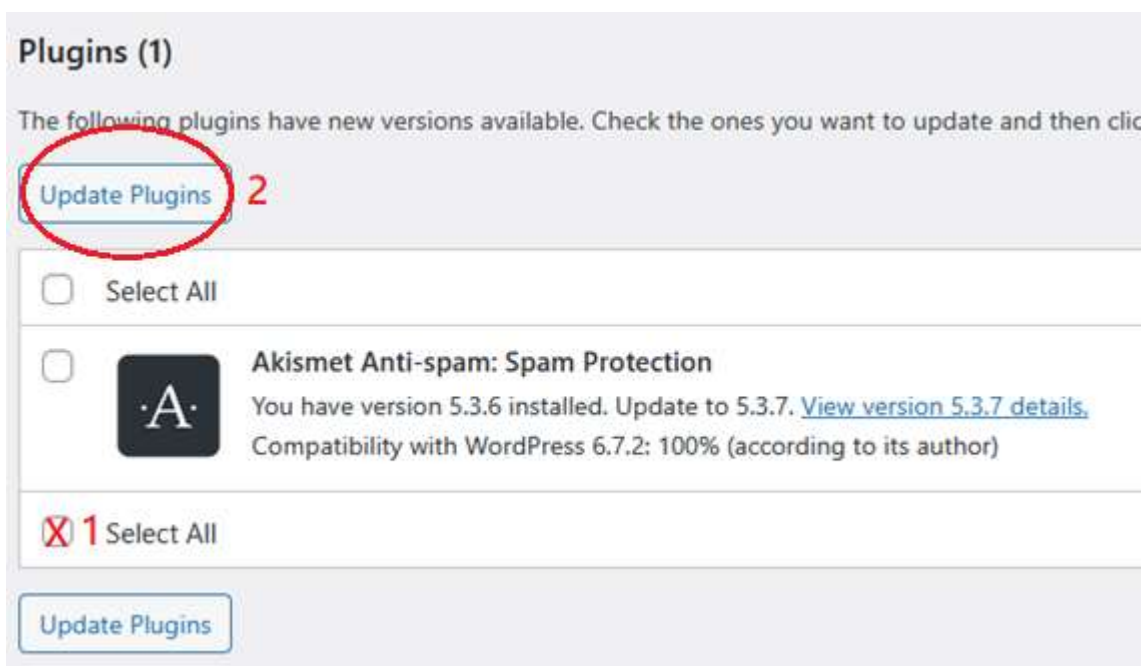 Plugins (1)
The following plugins have new versions available. Check the ones you want to update and then clic
Update Plugins 2
Select All
·A·
Akismet Anti-spam: Spam Protection
You have version 5.3.6 installed. Update to 5.3.7. View version 5.3.7 details.
Compatibility with WordPress 6.7.2: 100% (according to its author)
X 1 Select All
Update Plugins